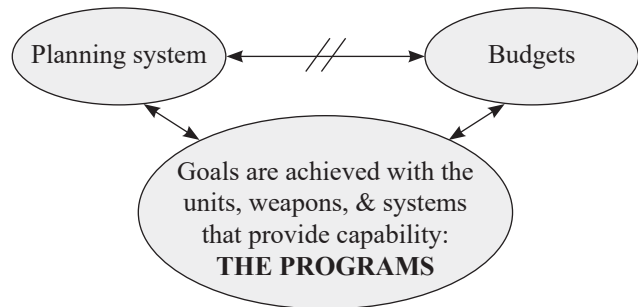 Planning system
Budgets
Goals are achieved with the
units, weapons, & systems
that provide capability:
THE PROGRAMS